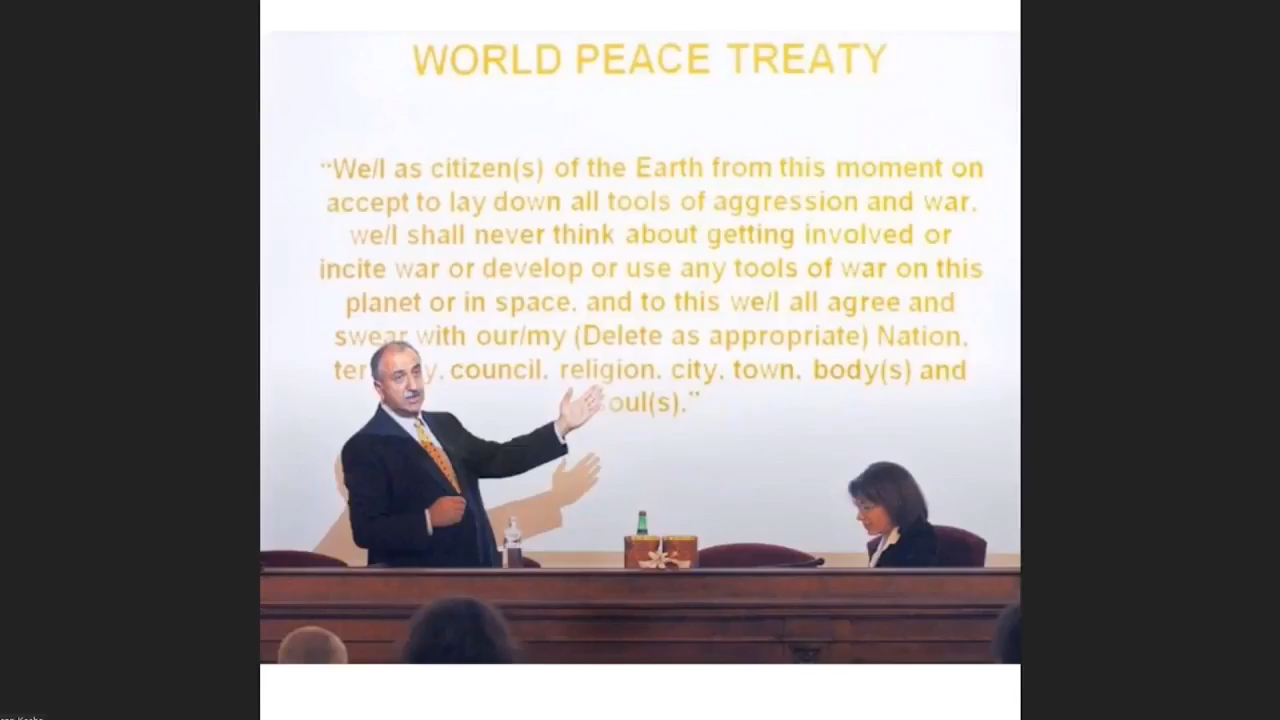 WORLD PEACE TREATY
“We/I as citizen(s) of the Earth from this moment on
accept to lay down all tools of aggression and war.
we/I shall never think about getting involved or
incite war or develop or use any tools of war on this
planet or in space. and to this we/I all agree and
swear with our/my (Delete as appropriate) Nation.
council. religion. city. town. body(s) and
oul(s).”